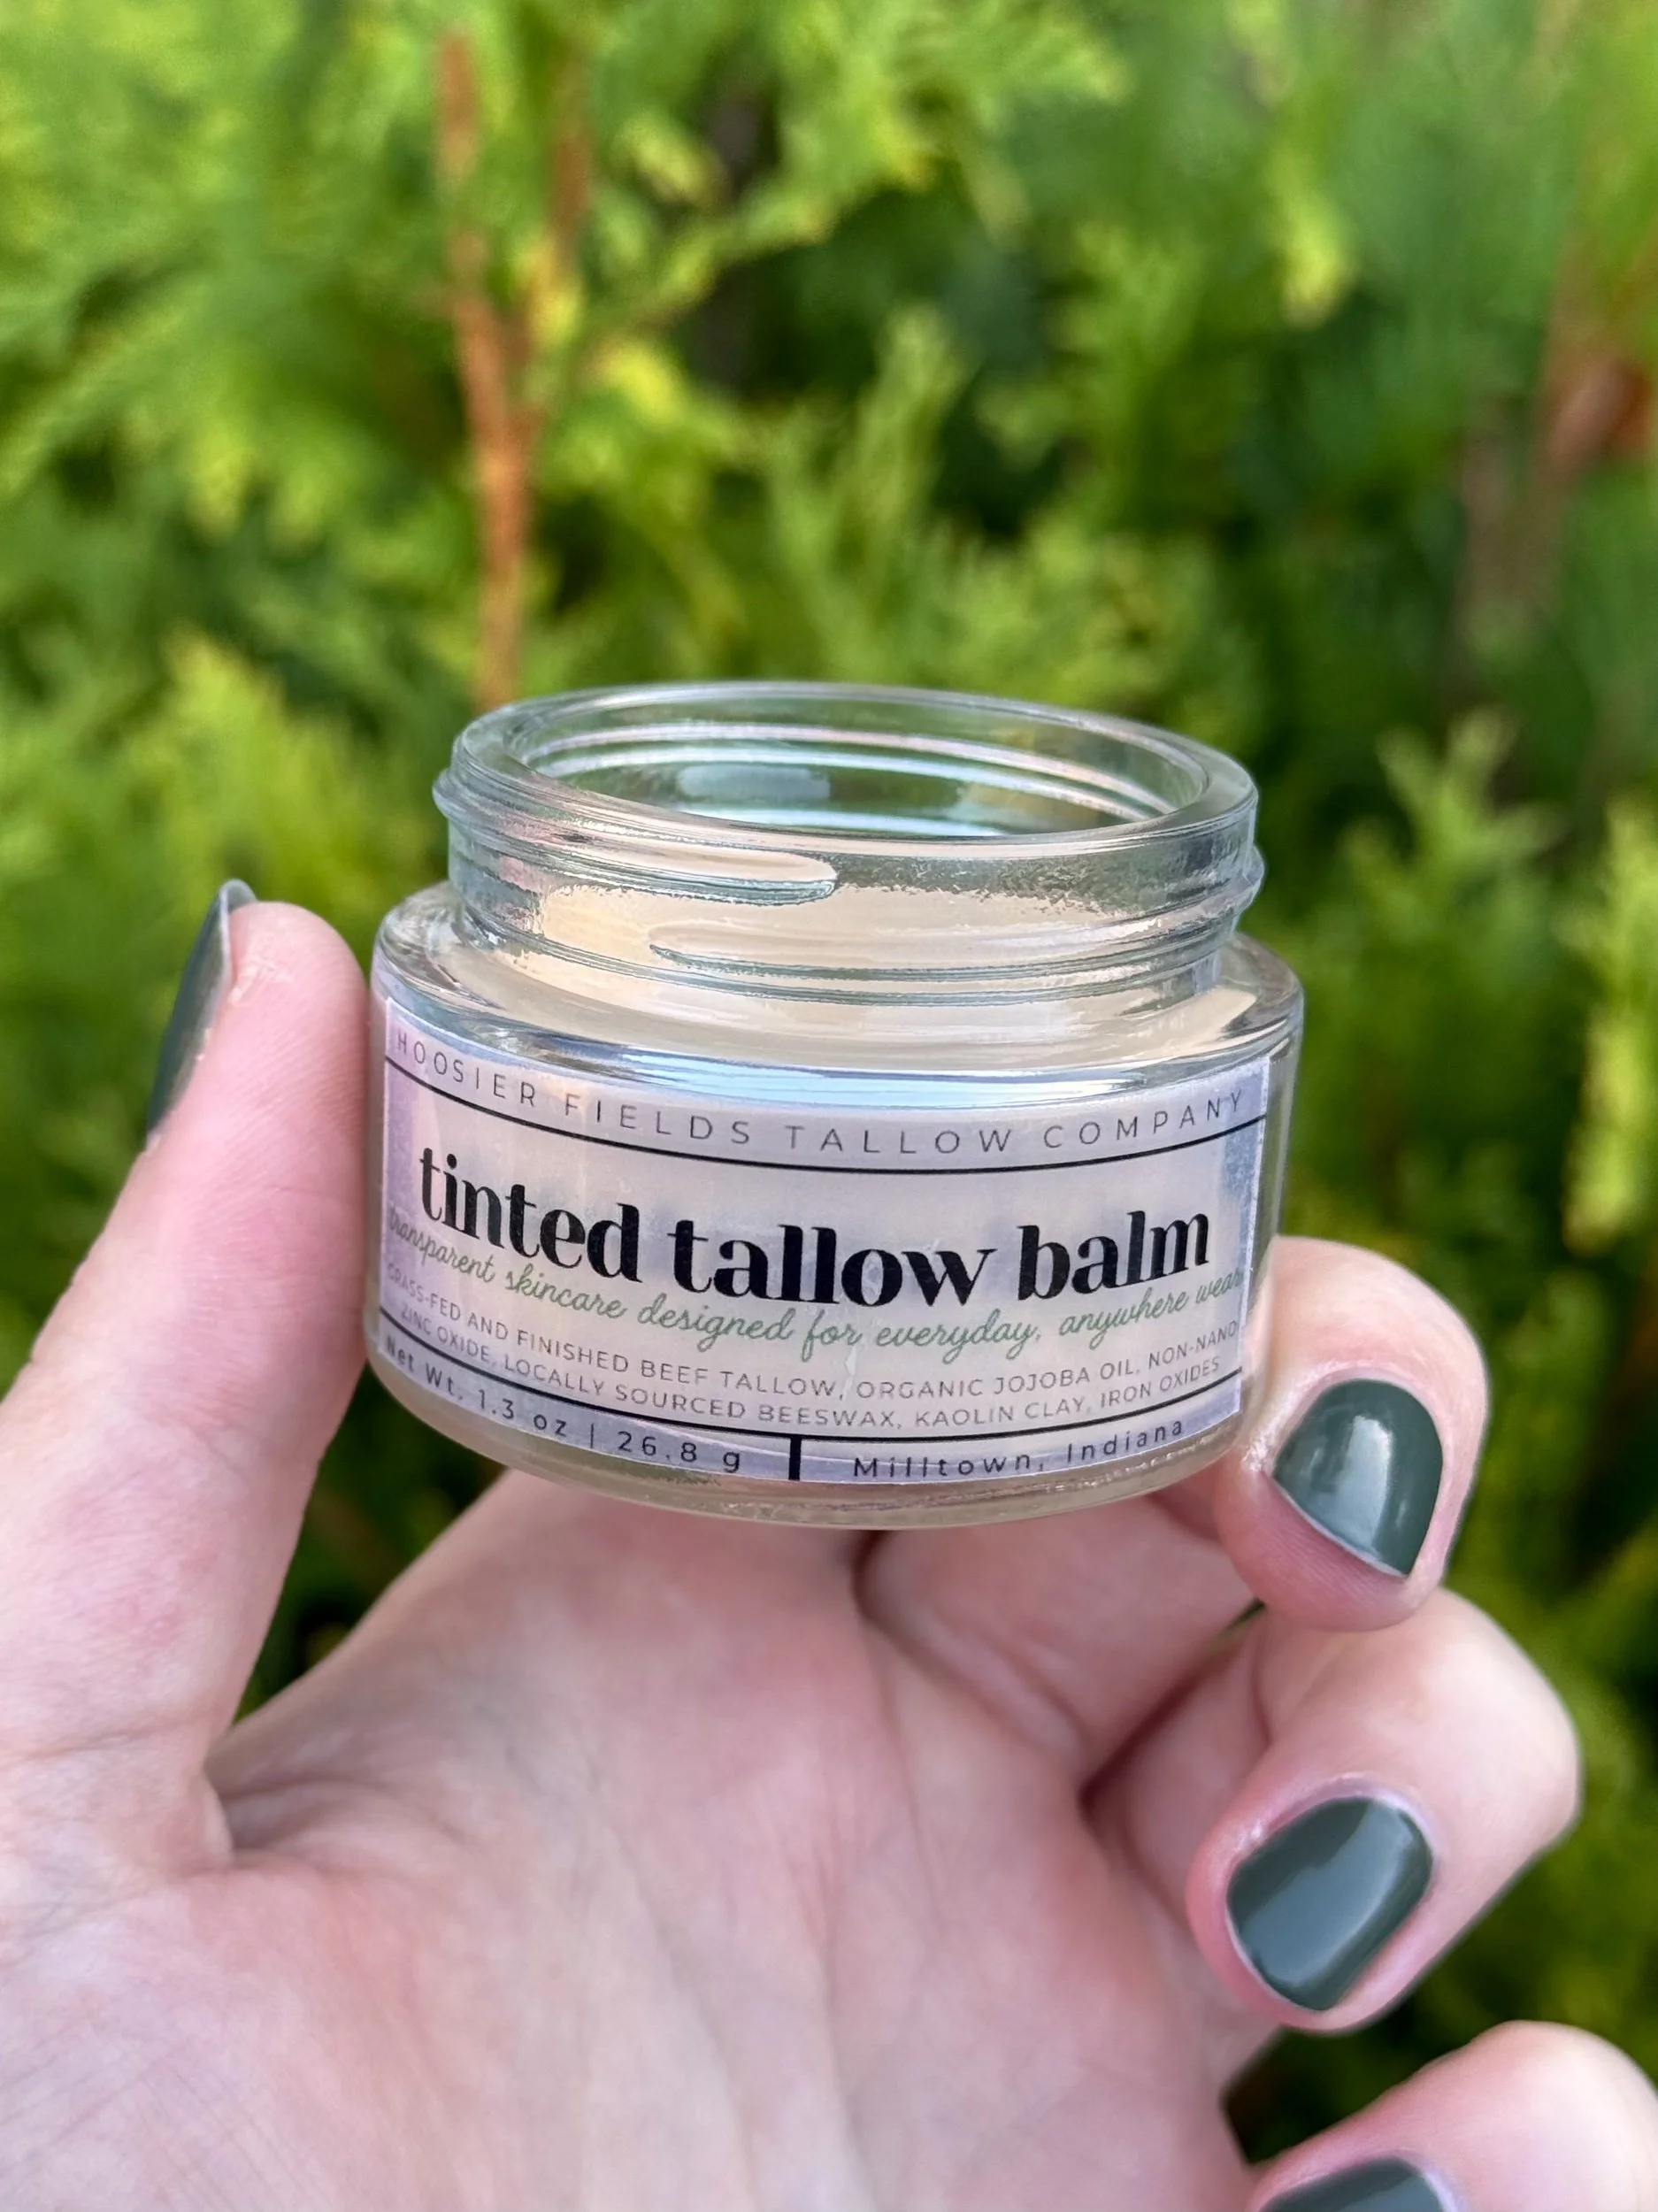 HOOSIER FIELDS TALLOW COMPANY
tinted tallow balm
transparent skincare designed for everyday, anywhere wear
GRASS-FED AND FINISHED BEEF TALLOW, ORGANIC JOJOBA OIL, NON-NANO
ZINC OXIDE, LOCALLY SOURCED BEESWAX, KAOLIN CLAY, IRON OXIDES
Net Wt. 1.3 oz | 26.8 g
Milltown, Indiana